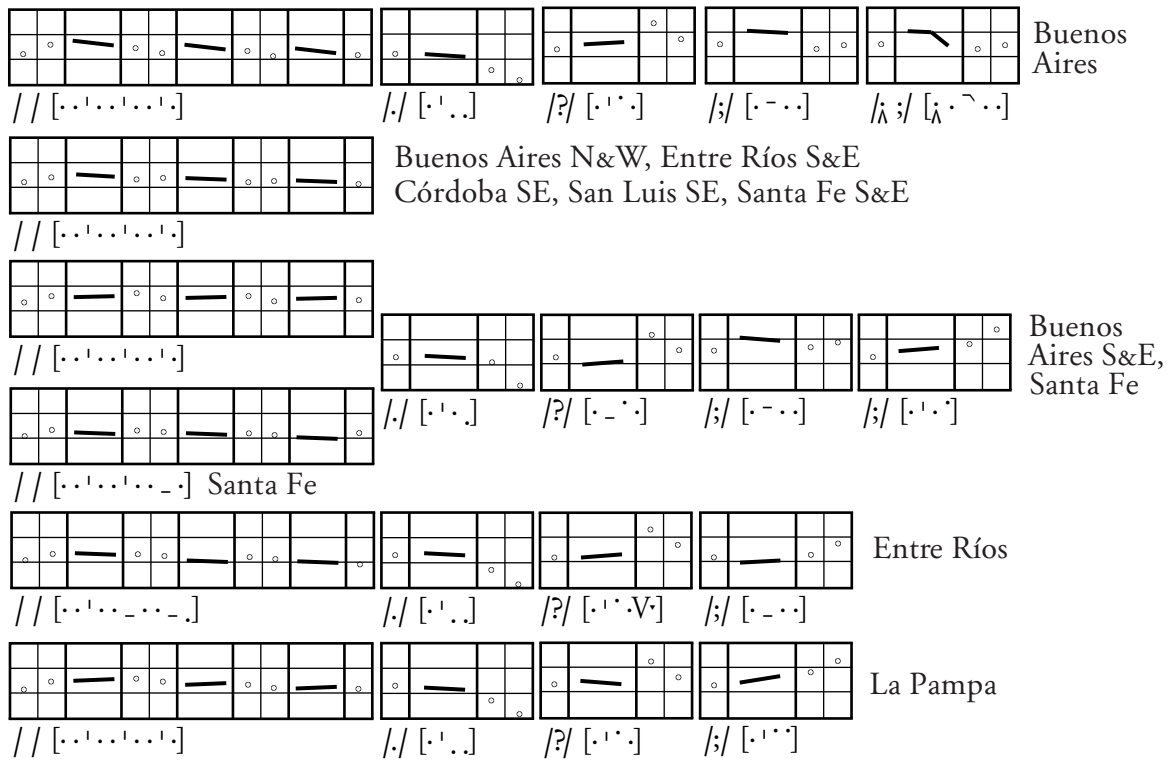 Buenos
Aires
/ / [··ˈ··ˈ··ˈ·]
/./ [·ˈ..]
/?/ [·ˈ˙·]
/;/ [·ˉ··]
/⁏ ;/ [⁏·
Buenos Aires N&W, Entre Ríos S&E
Córdoba SE, San Luis SE, Santa Fe S&E
/ / [··ˈ··ˈ··ˈ·]
/ / [··ˈ··ˈ··ˈ·]
Buenos
Aires S&E,
Santa Fe
/./ [·ˈ·.]
/?/ [·ˍ˙·]
/;/ [·ˉ··]
/;/ [·ˈ·˙]
/ / [··ˈ··ˈ··ˍ·] Santa Fe
Entre Ríos
/ / [··ˈ··ˍ··ˍ.]
/./ [·ˈ..]
/?/ [·ˈ˙·V·]
/;/ [·ˍ··]
La Pampa
/ / [··ˈ··ˈ··ˈ·]
/./ [·ˈ..]
/?/ [·ˈ˙·]
/;/ [·ˈ˙˙]